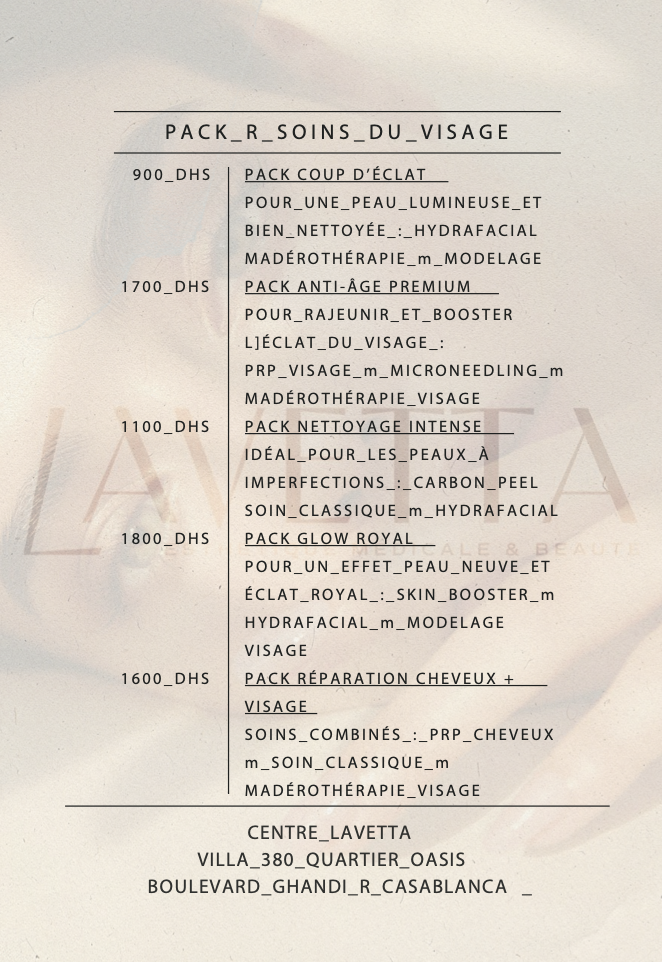 PACK_R_SOINS_DU_VISAGE
900_DHS PACK COUP D'ÉCLAT
POUR_UNE_PEAU_LUMINEUSE_ET
BIEN_NETTOYÉE_:_HYDRAFACIAL
MADÉROTHÉRAPIE_m_MODELAGE
1700_DHS PACK ANTI-ÂGE PREMIUM
POUR_RAJEUNIR_ET_BOOSTER
L]ÉCLAT_DU_VISAGE_:
PRP_VISAGE_m_MICRONEEDLING_m
MADÉROTHÉRAPIE_VISAGE
LAVETTA
1100_DHS PACK NETTOYAGE INTENSE
IDÉAL_POUR_LES_PEAUX_À
IMPERFECTIONS_:_CARBON_PEEL
SOIN_CLASSIQUE_m_HYDRAFACIAL
1800_DHS PACK GLOW ROYAL
ESTHÉTIQUE MÉDICALE & BEAUTÉ
POUR_UN_EFFET_PEAU_NEUVE_ET
ÉCLAT_ROYAL_:_SKIN_BOOSTER_m
HYDRAFACIAL_m_MODELAGE
VISAGE
1600_DHS PACK RÉPARATION CHEVEUX +
VISAGE
SOINS_COMBINÉS_:_PRP_CHEVEUX
m_SOIN_CLASSIQUE_m
MADÉROTHÉRAPIE_VISAGE
CENTRE_LAVETTA
VILLA_380_QUARTIER_OASIS
BOULEVARD_GHANDI_R_CASABLANCA _